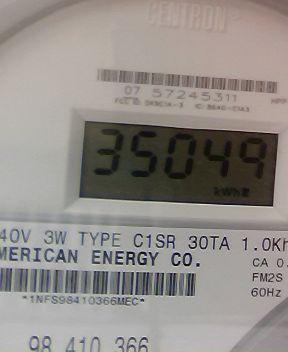 CENTRON®
07 57245311
HPP
35049
kWh
40V 3W TYPE C1SR 30TA 1.0Kh
MERICAN ENERGY CO.
CA 0.
FM2S
60Hz
*1NFS98410366MEC*
98 410 366